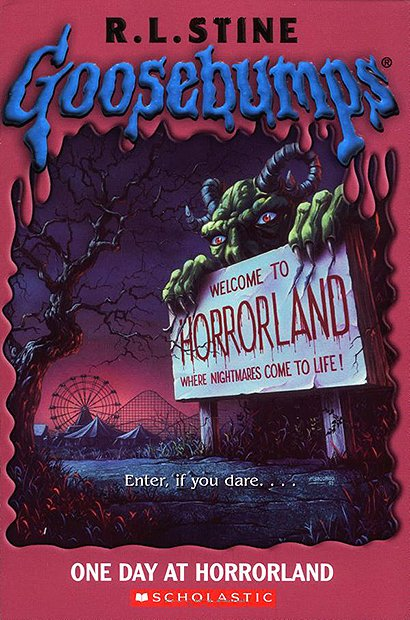 R.L.STINE
Goosebumps®
WELCOME TO
HORRORLAND
WHERE NIGHTMARES COME TO LIFE!
Enter, if you dare. . . .
ONE DAY AT HORRORLAND
SCHOLASTIC